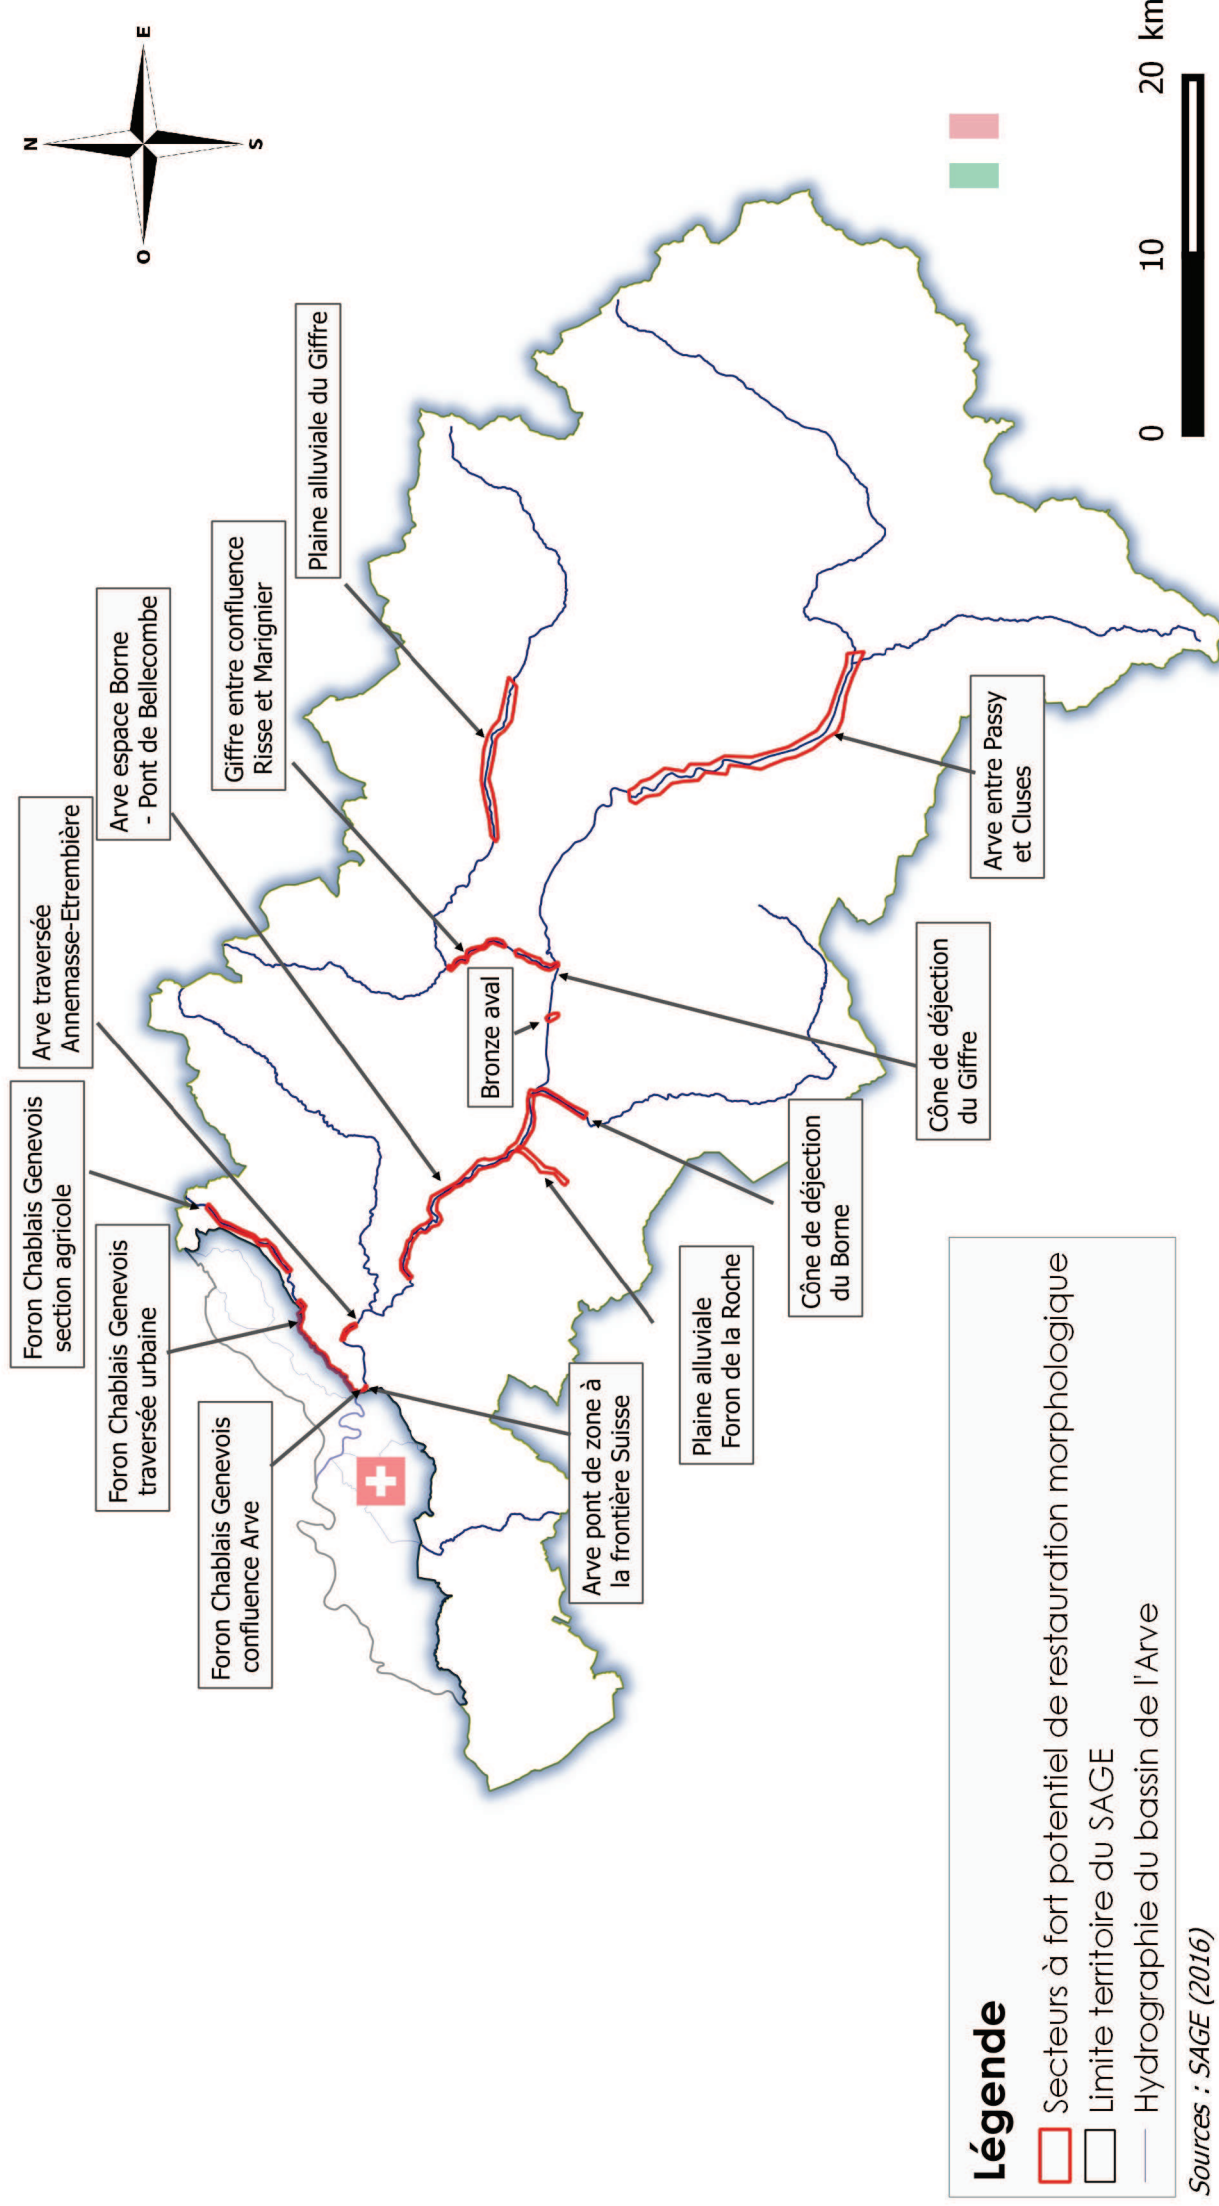 N
E
S
O
Foron Chablais Genevois
section agricole
Arve traversée
Annemasse-Etrembière
Foron Chablais Genevois
traversée urbaine
Arve espace Borne
- Pont de Bellecombe
Foron Chablais Genevois
confluence Arve
Giffre entre confluence
Risse et Marignier
Plaine alluviale du Giffre
Bronze aval
Arve pont de zone à
la frontière Suisse
Plaine alluviale
Foron de la Roche
Cône de déjection
du Borne
Cône de déjection
du Giffre
Arve entre Passy
et Cluses
0 10 20 km
Légende
Secteurs à fort potentiel de restauration morphologique
Limite territoire du SAGE
Hydrographie du bassin de l'Arve
Sources : SAGE (2016)